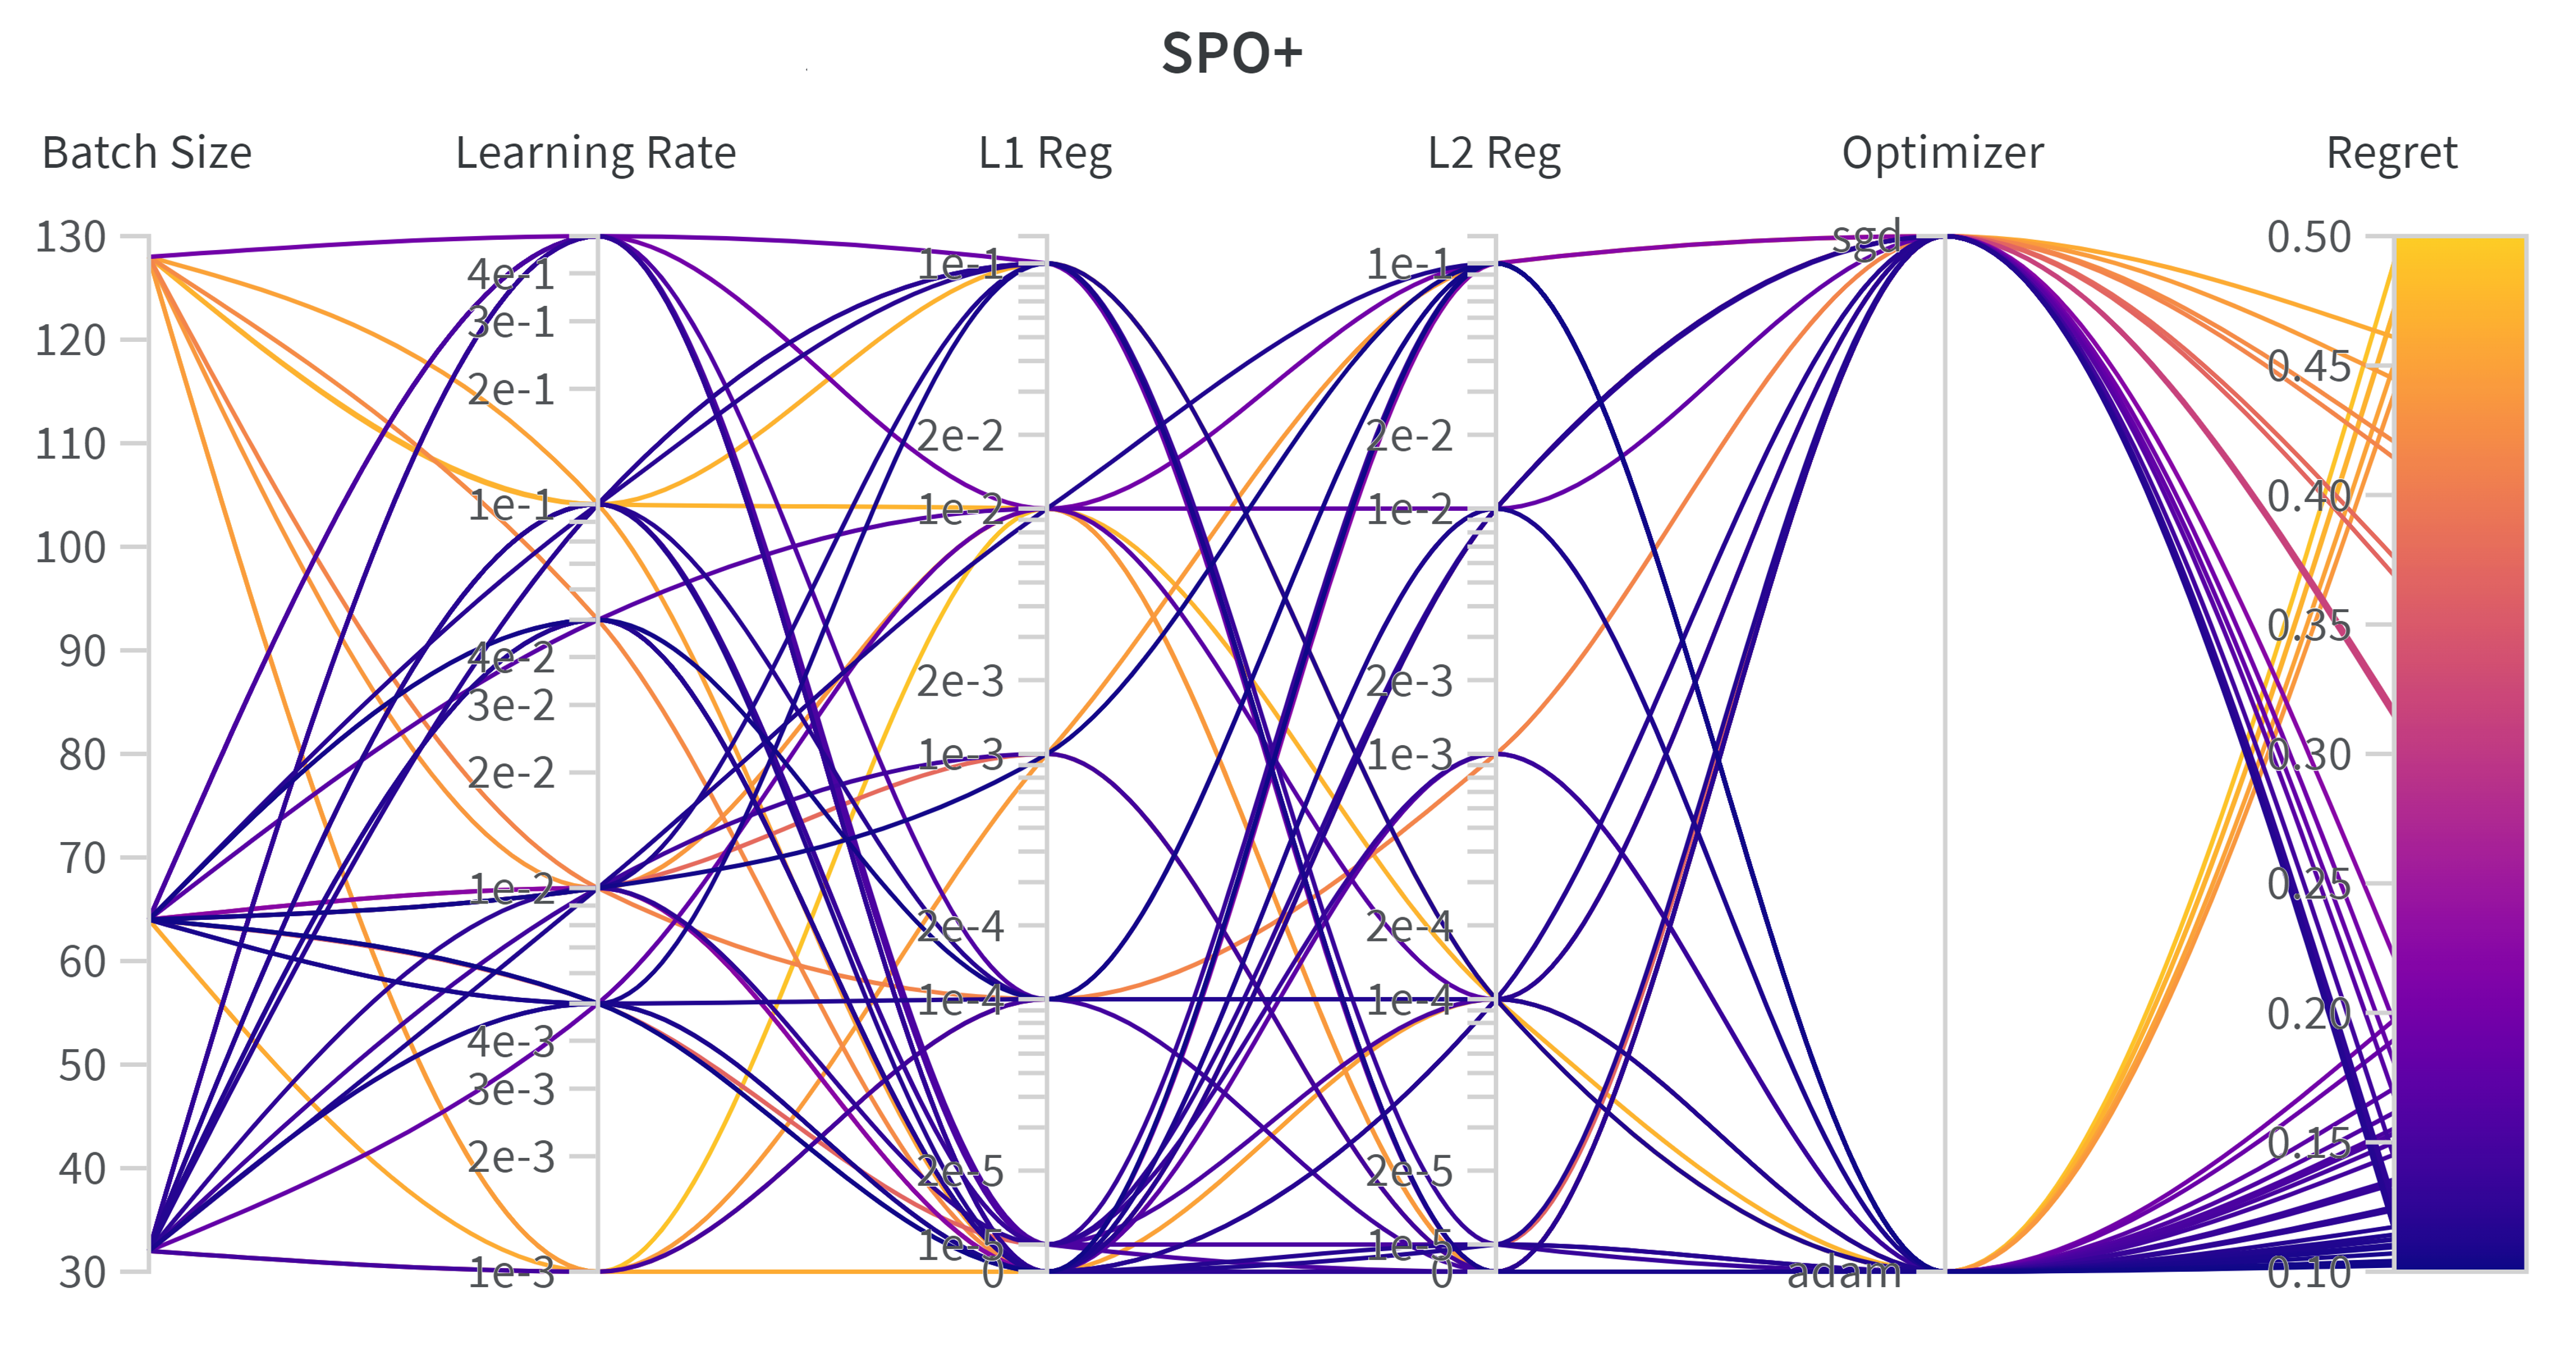 SPO+
Batch Size
Learning Rate
L1 Reg
L2 Reg
Optimizer
Regret
130
120
110
100
90
80
70
60
50
40
30
4e-1
3e-1
2e-1
1e-1
4e-2
3e-2
2e-2
1e-2
4e-3
3e-3
2e-3
1e-3
1e-1
2e-2
1e-2
2e-3
1e-3
2e-4
1e-4
2e-5
1e-5
0
1e-1
2e-2
1e-2
2e-3
1e-3
2e-4
1e-4
2e-5
1e-5
0
sgd
adam
0.50
0.45
0.40
0.35
0.30
0.25
0.20
0.15
0.10